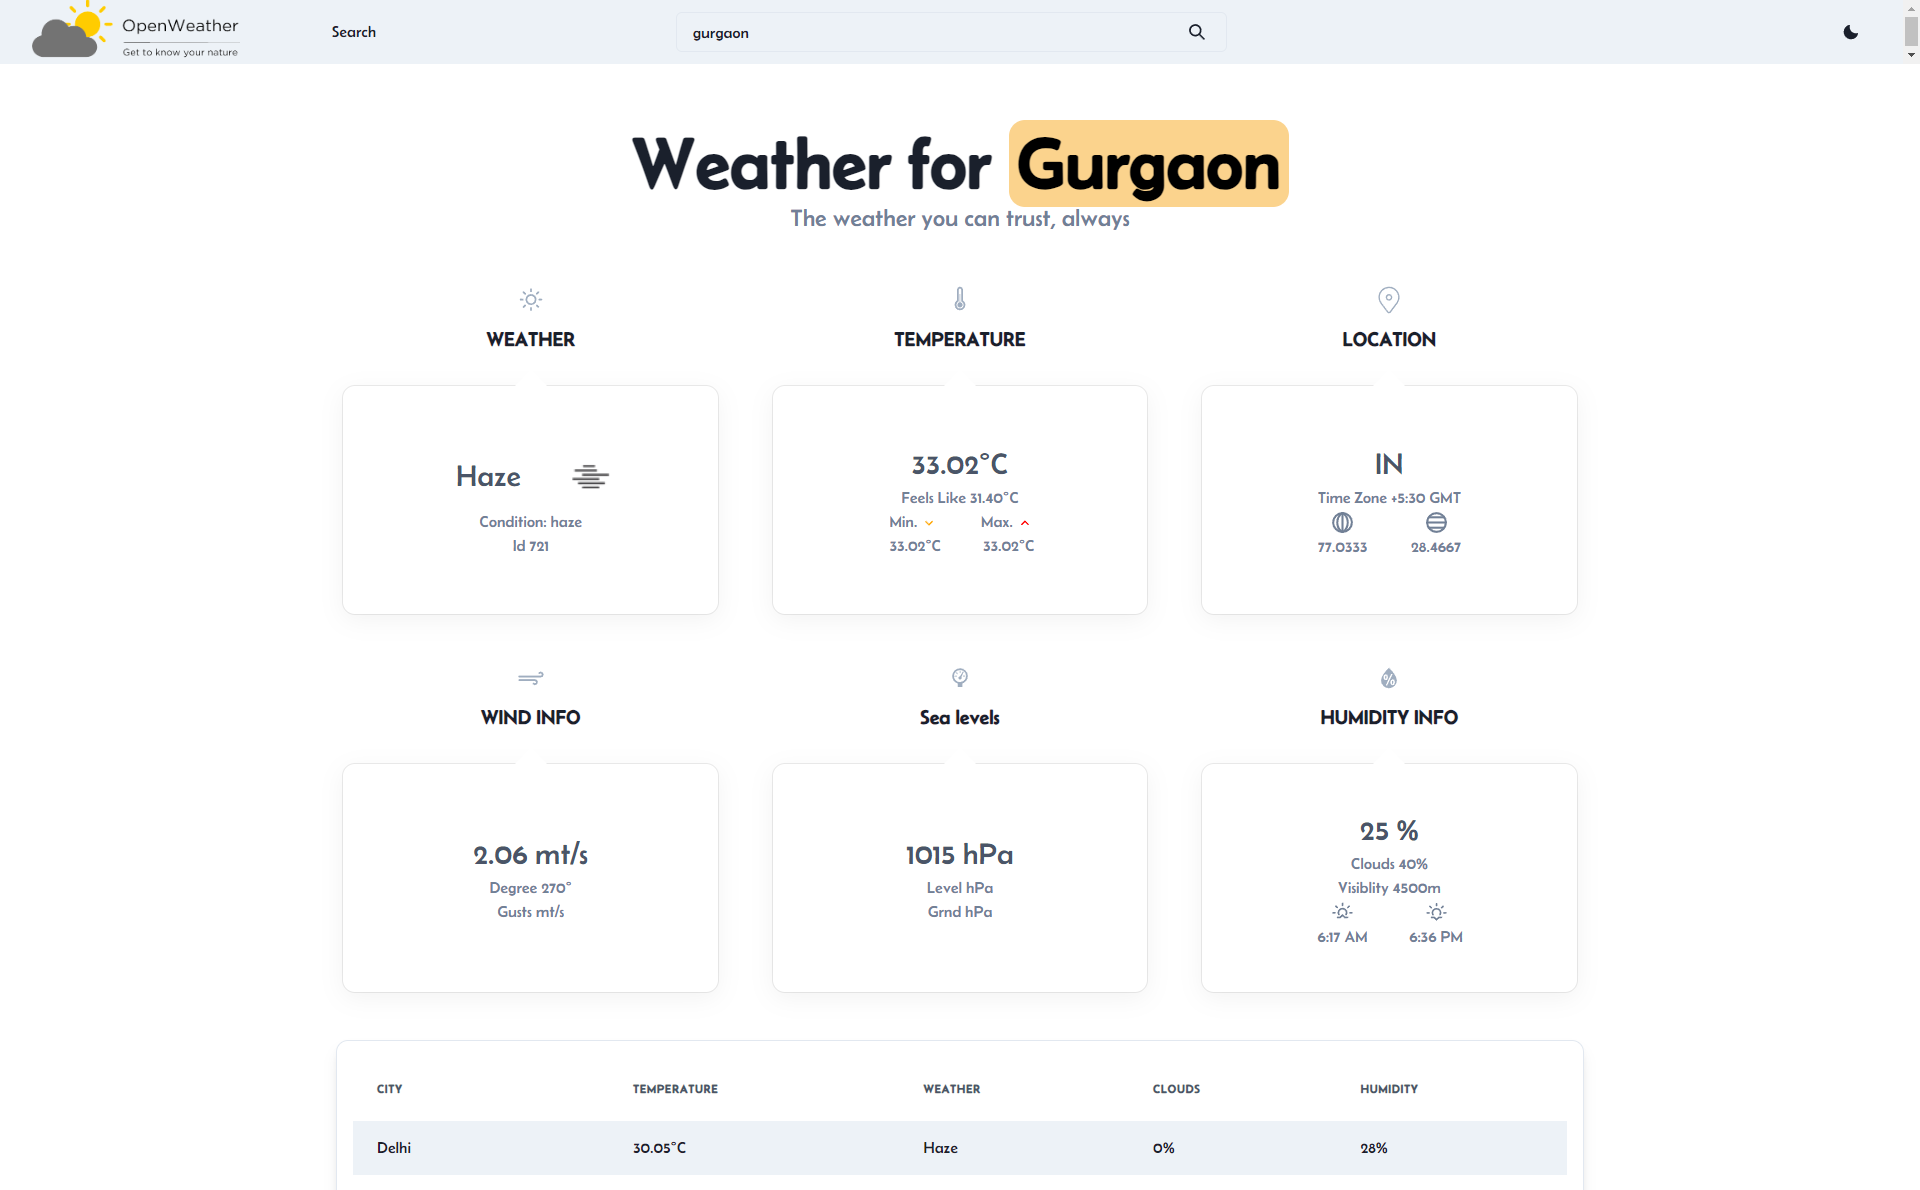 OpenWeather
Get to know your nature
Search
gurgaon
Weather for Gurgaon
The weather you can trust, always
WEATHER
Haze
Condition: haze
Id 721
TEMPERATURE
33.02°C
Feels Like 31.40°C
Min. Max.
33.02°C 33.02°C
LOCATION
IN
Time Zone +5:30 GMT
77.0333 28.4667
WIND INFO
2.06 mt/s
Degree 270°
Gusts mt/s
Sea levels
1015 hPa
Level hPa
Grnd hPa
HUMIDITY INFO
25 %
Clouds 40%
Visiblity 4500m
6:17 AM 6:36 PM
CITY TEMPERATURE WEATHER CLOUDS HUMIDITY
Delhi 30.05°C Haze 0% 28%